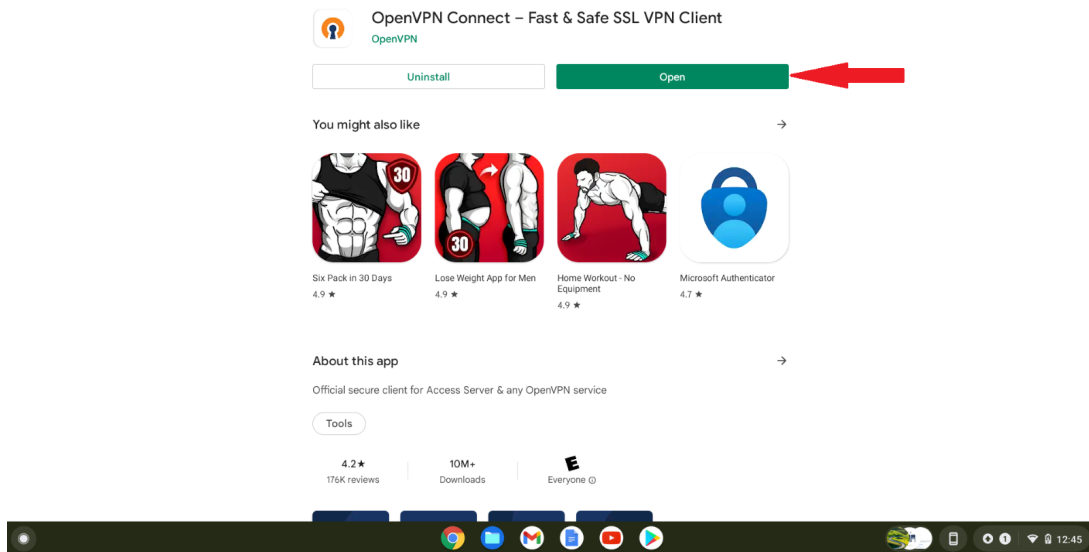 OpenVPN Connect – Fast & Safe SSL VPN Client
OpenVPN
Uninstall
Open
You might also like
30
30
Six Pack in 30 Days
4.9 ★
Lose Weight App for Men
4.9 ★
Home Workout - No
Equipment
4.9 ★
Microsoft Authenticator
4.7 ★
About this app
Official secure client for Access Server & any OpenVPN service
Tools
4.2★
176K reviews
10M+
Downloads
E
Everyone
1
12:45